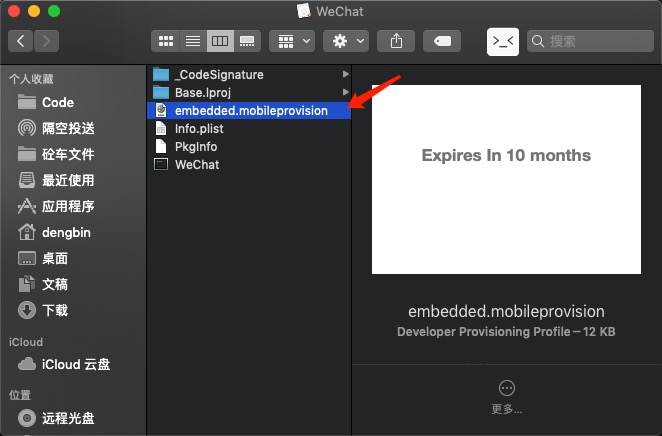 WeChat
>_<
搜索
个人收藏
Code
隔空投送
砼车文件
最近使用
应用程序
dengbin
桌面
文稿
下载
iCloud
iCloud 云盘
位置
远程光盘
_CodeSignature
Base.lproj
embedded.mobileprovision
Info.plist
PkgInfo
WeChat
Expires In 10 months
embedded.mobileprovision
Developer Provisioning Profile – 12 KB
更多...